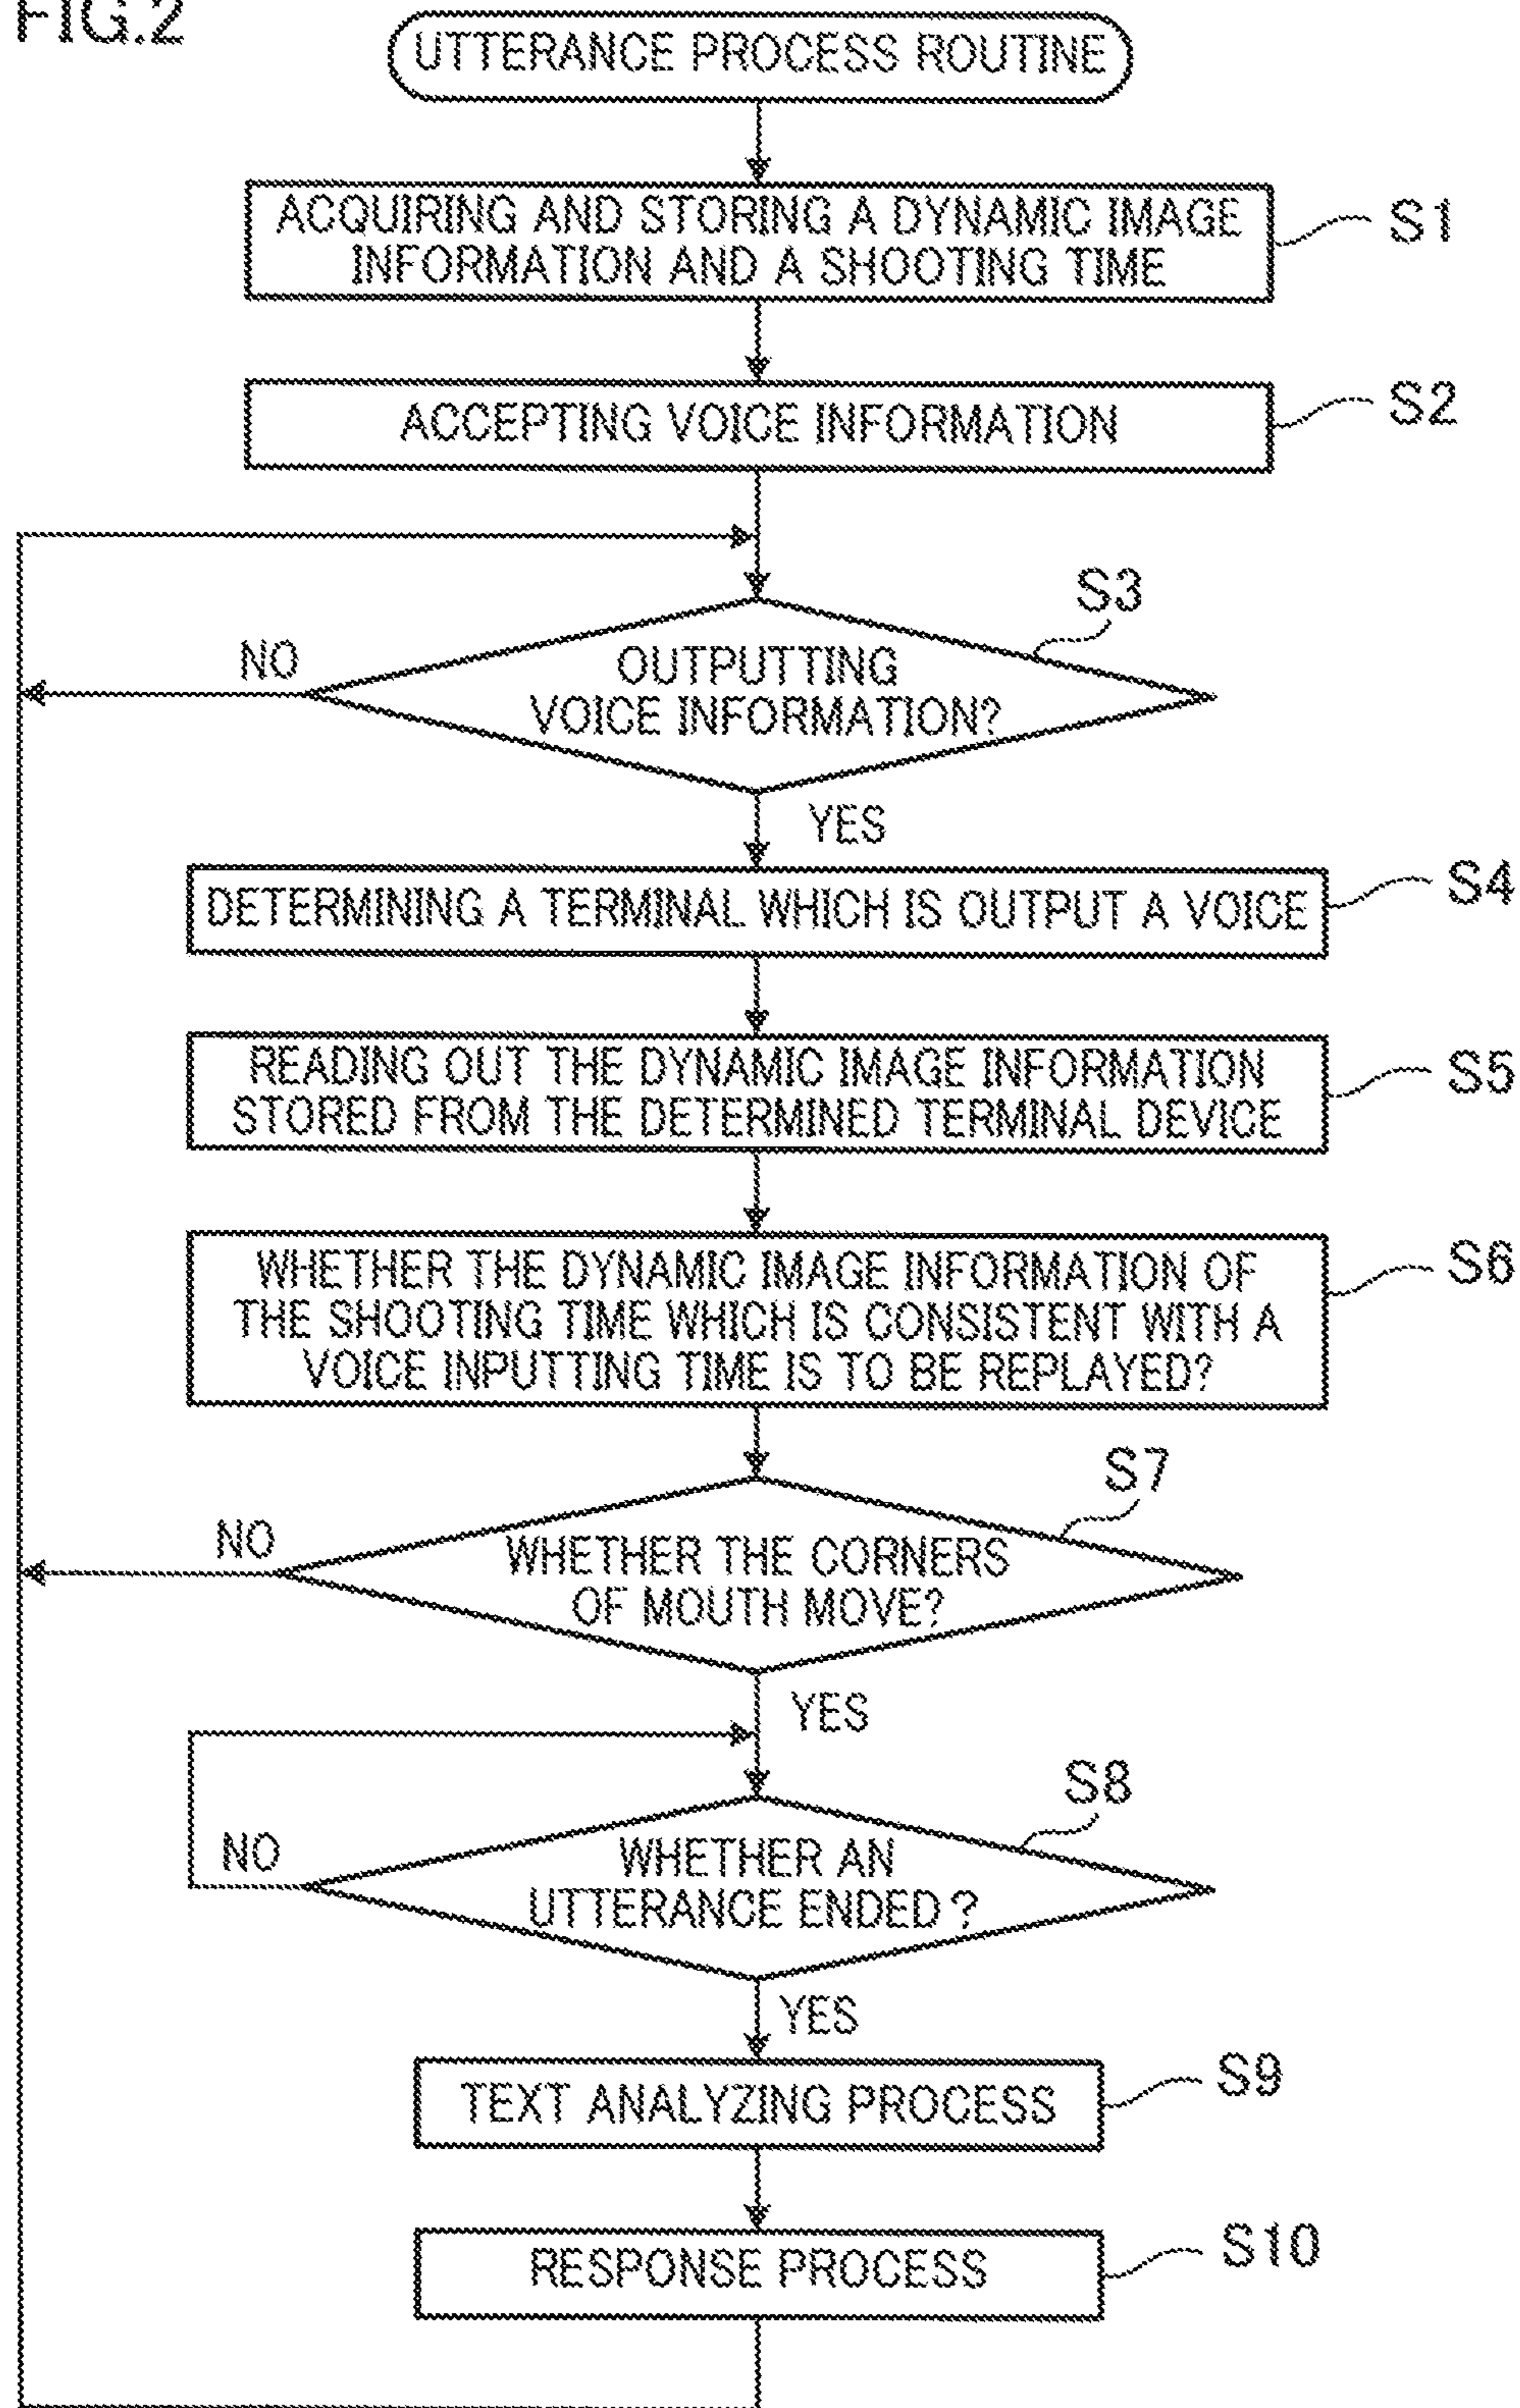 FIG.2
UTTERANCE PROCESS ROUTINE
ACQUIRING AND STORING A DYNAMIC IMAGE
INFORMATION AND A SHOOTING TIME
S1
ACCEPTING VOICE INFORMATION
S2
S3
NO
OUTPUTTING
VOICE INFORMATION?
YES
DETERMINING A TERMINAL WHICH IS OUTPUT A VOICE
S4
READING OUT THE DYNAMIC IMAGE INFORMATION
STORED FROM THE DETERMINED TERMINAL DEVICE
S5
WHETHER THE DYNAMIC IMAGE INFORMATION OF
THE SHOOTING TIME WHICH IS CONSISTENT WITH A
VOICE INPUTTING TIME IS TO BE REPLAYED?
S6
S7
NO
WHETHER THE CORNERS
OF MOUTH MOVE?
YES
S8
NO
WHETHER AN
UTTERANCE ENDED?
YES
TEXT ANALYZING PROCESS
S9
RESPONSE PROCESS
S10